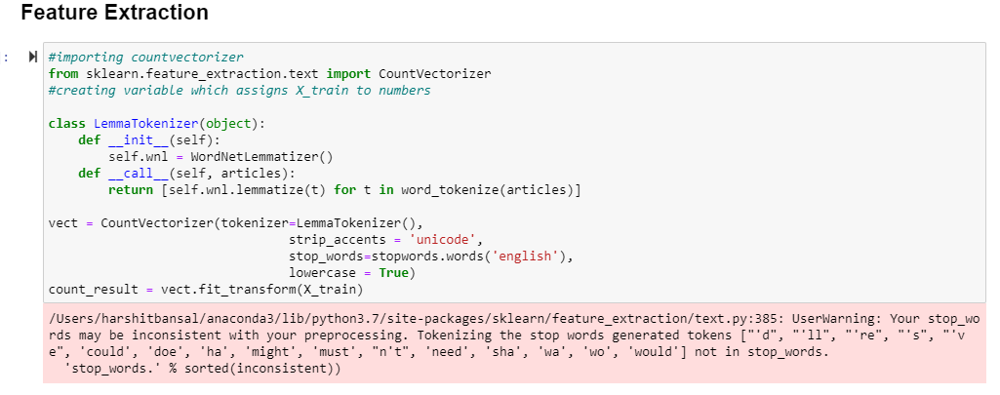 Feature Extraction
:
#importing countvectorizer
from sklearn.feature_extraction.text import CountVectorizer
#creating variable which assigns X_train to numbers
class LemmaTokenizer(object):
    def __init__(self):
        self.wnl = WordNetLemmatizer()
    def __call__(self, articles):
        return [self.wnl.lemmatize(t) for t in word_tokenize(articles)]
vect = CountVectorizer(tokenizer=LemmaTokenizer(),
                                strip_accents = 'unicode',
                                stop_words=stopwords.words('english'),
                                lowercase = True)
count_result = vect.fit_transform(X_train)
/Users/harshitbansal/anaconda3/lib/python3.7/site-packages/sklearn/feature_extraction/text.py:385: UserWarning: Your stop_wo
rds may be inconsistent with your preprocessing. Tokenizing the stop words generated tokens ["'d", "'ll", "'re", "'s", "'v
e", 'could', 'doe', 'ha', 'might', 'must', "n't", 'need', 'sha', 'wa', 'wo', 'would'] not in stop_words.
  'stop_words.' % sorted(inconsistent))